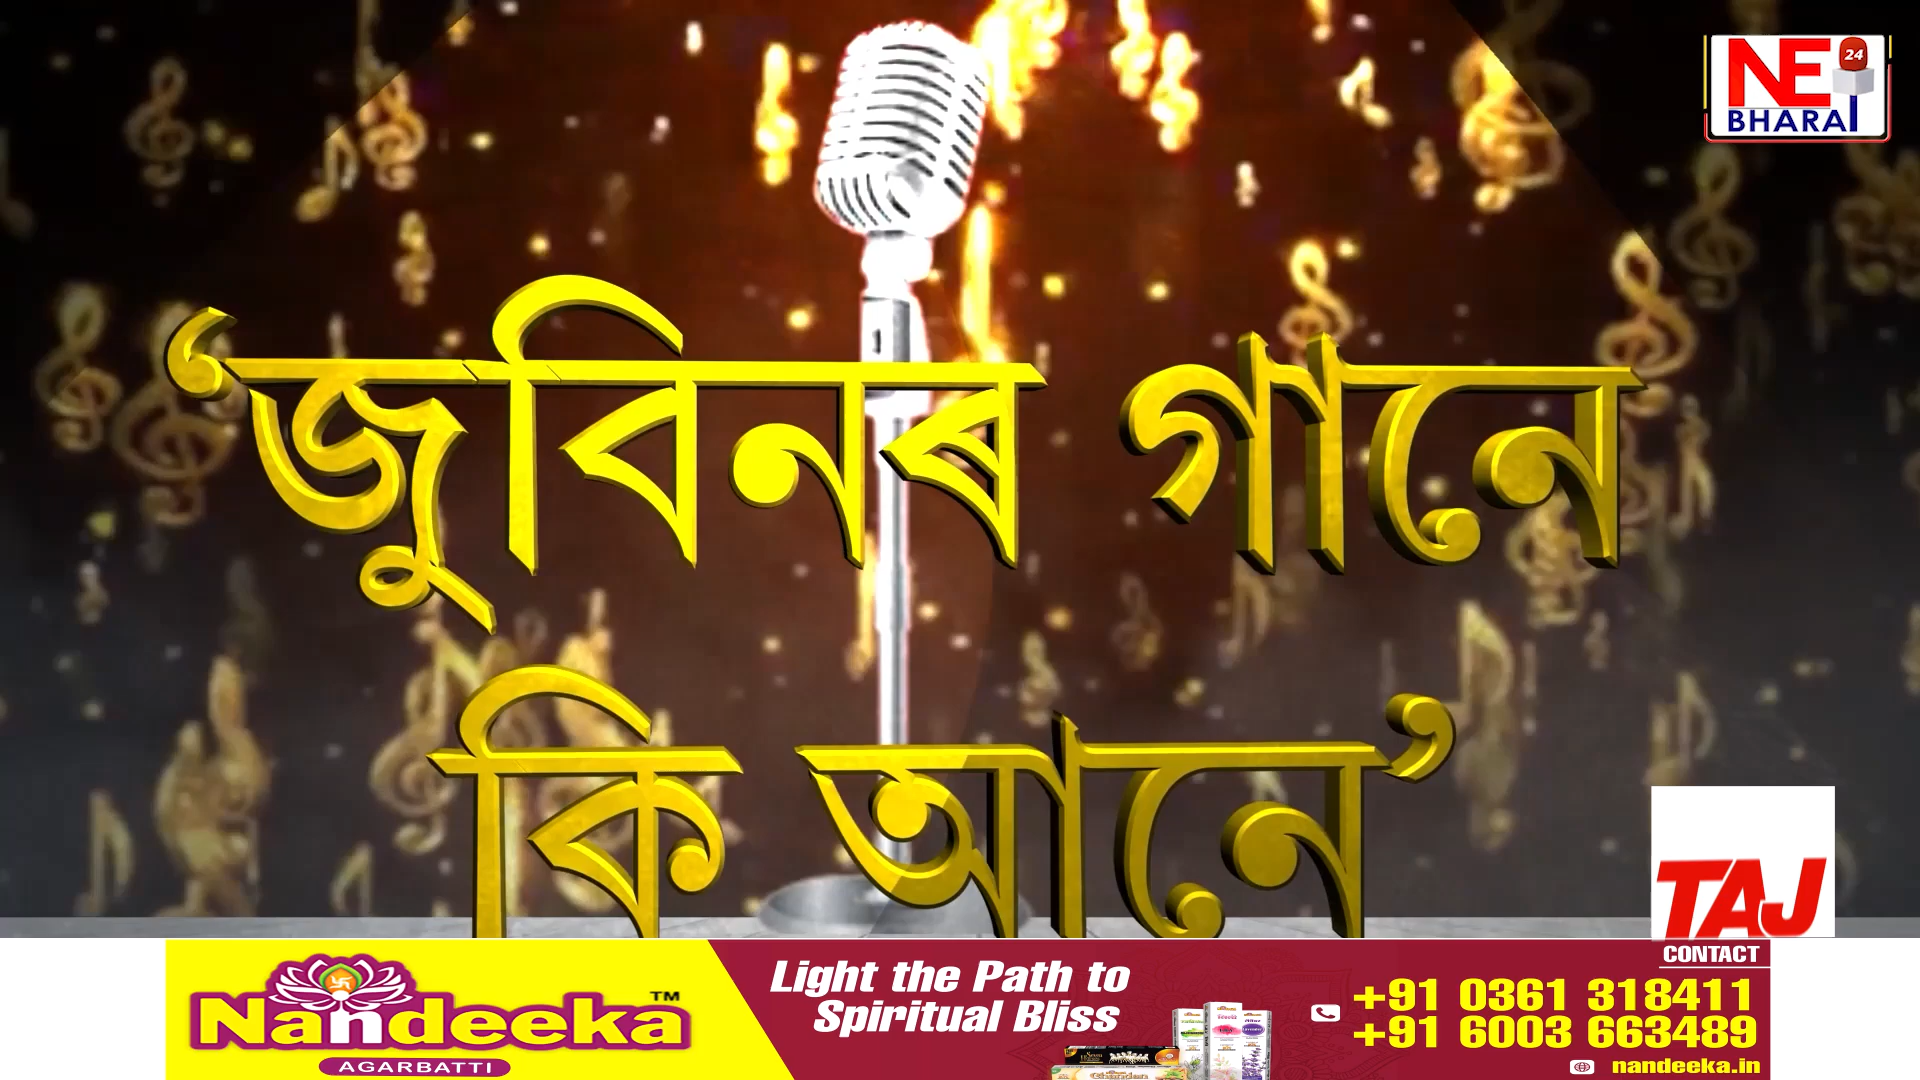 NE 24
BHARAT
‘জুবিনৰ গানে
কি আনে’
TAJ
Nandeeka™
AGARBATTI
Light the Path to
Spiritual Bliss
CONTACT
+91 0361 318411
+91 6003 663489
nandeeka.in
Chandan